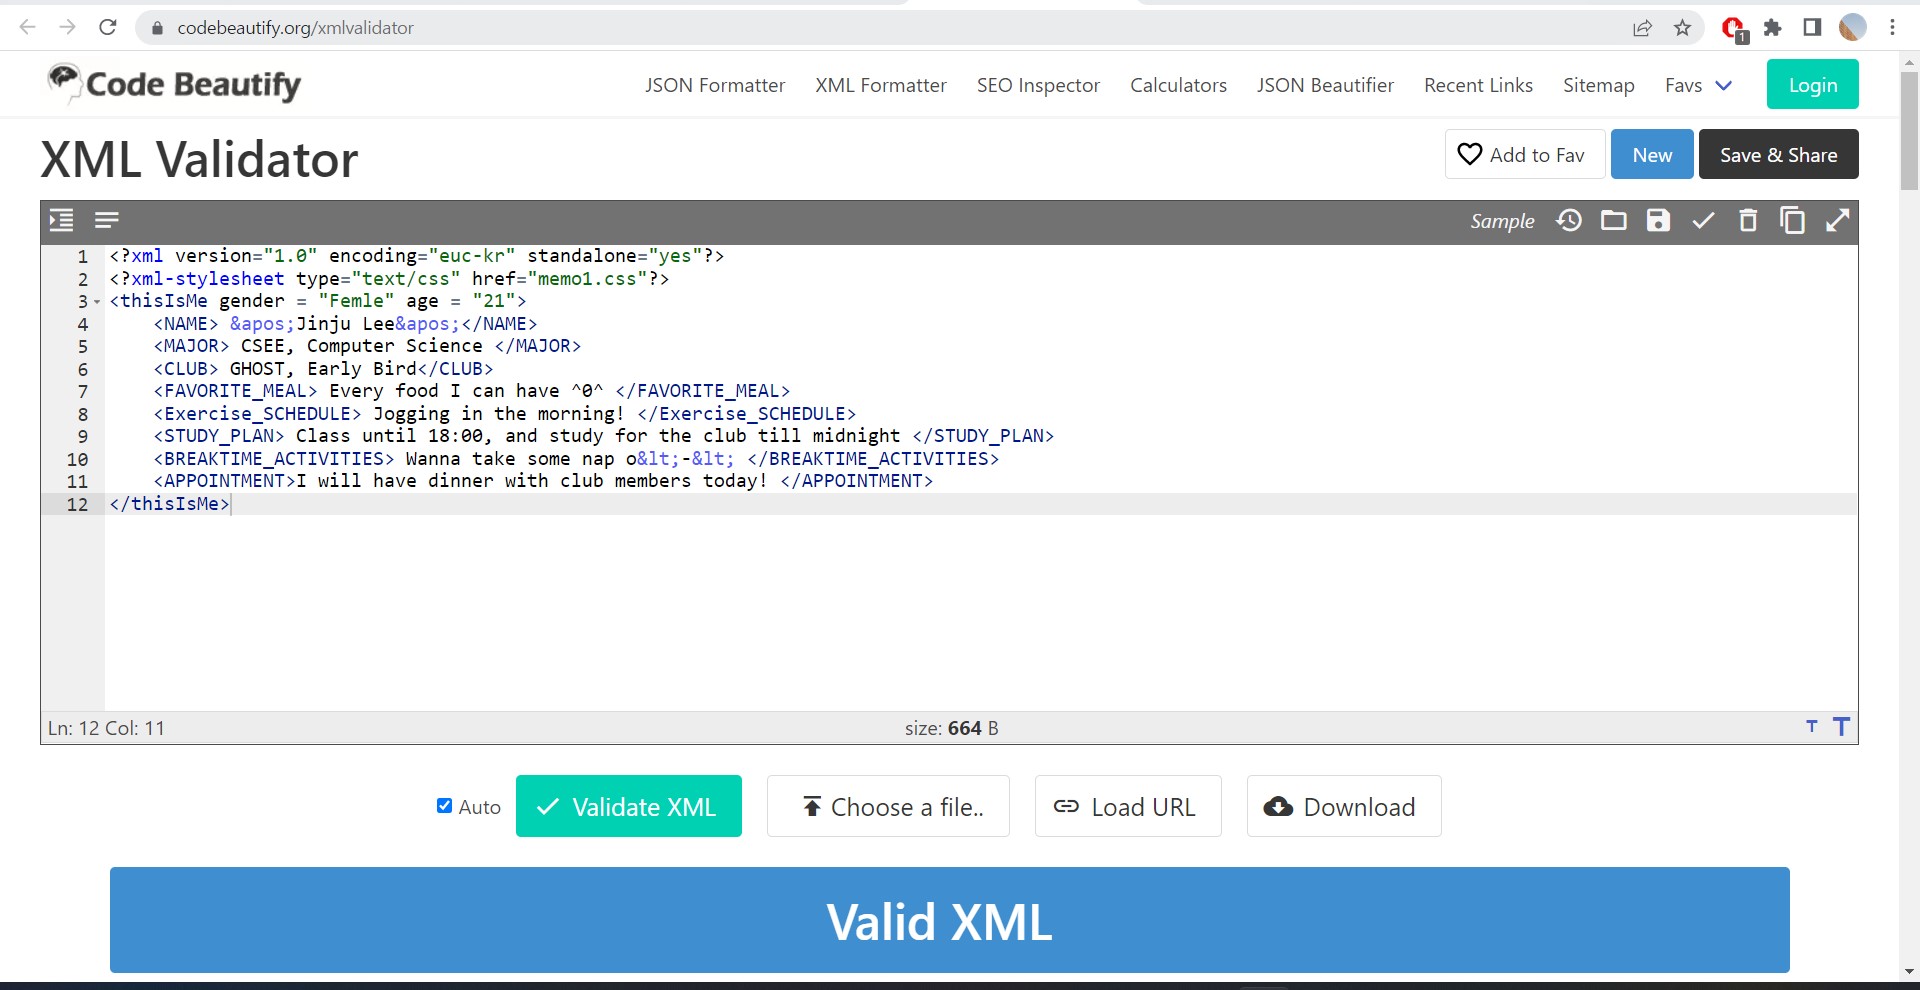 codebeautify.org/xmlvalidator
1
Code Beautify
JSON Formatter XML Formatter SEO Inspector Calculators JSON Beautifier Recent Links Sitemap Favs Login
XML Validator
Add to Fav New Save & Share
Sample
1 <?xml version="1.0" encoding="euc-kr" standalone="yes"?>
2 <?xml-stylesheet type="text/css" href="memo1.css"?>
3 <thisIsMe gender = "Femle" age = "21">
4 <NAME> &apos;Jinju Lee&apos;</NAME>
5 <MAJOR> CSEE, Computer Science </MAJOR>
6 <CLUB> GHOST, Early Bird</CLUB>
7 <FAVORITE_MEAL> Every food I can have ^0^ </FAVORITE_MEAL>
8 <Exercise_SCHEDULE> Jogging in the morning! </Exercise_SCHEDULE>
9 <STUDY_PLAN> Class until 18:00, and study for the club till midnight </STUDY_PLAN>
10 <BREAKTIME_ACTIVITIES> Wanna take some nap o&lt;-&lt; </BREAKTIME_ACTIVITIES>
11 <APPOINTMENT>I will have dinner with club members today! </APPOINTMENT>
12 </thisIsMe>
Ln: 12 Col: 11 size: 664 B T T
Auto Validate XML Choose a file.. Load URL Download
Valid XML